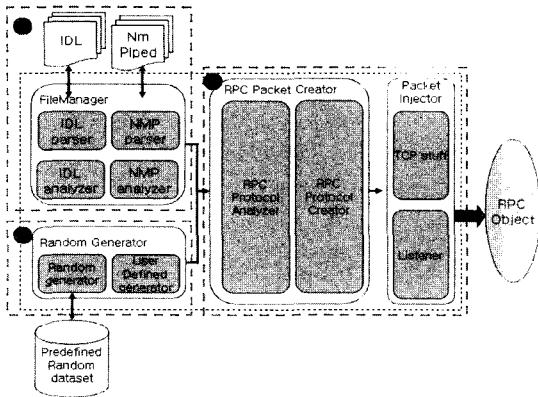 IDL
Nm
Piped
FileManager
IDL
parser
NMP
parser
IDL
analyzer
NMP
analyzer
Random Generator
Random
generator
User
Defined
generator
Predefined
Random
dataset
RPC Packet Creator
RPC
Protocol
Analyzer
RPC
Protocol
Creator
Packet
Injector
TCP stuff
Listener
RPC
Object